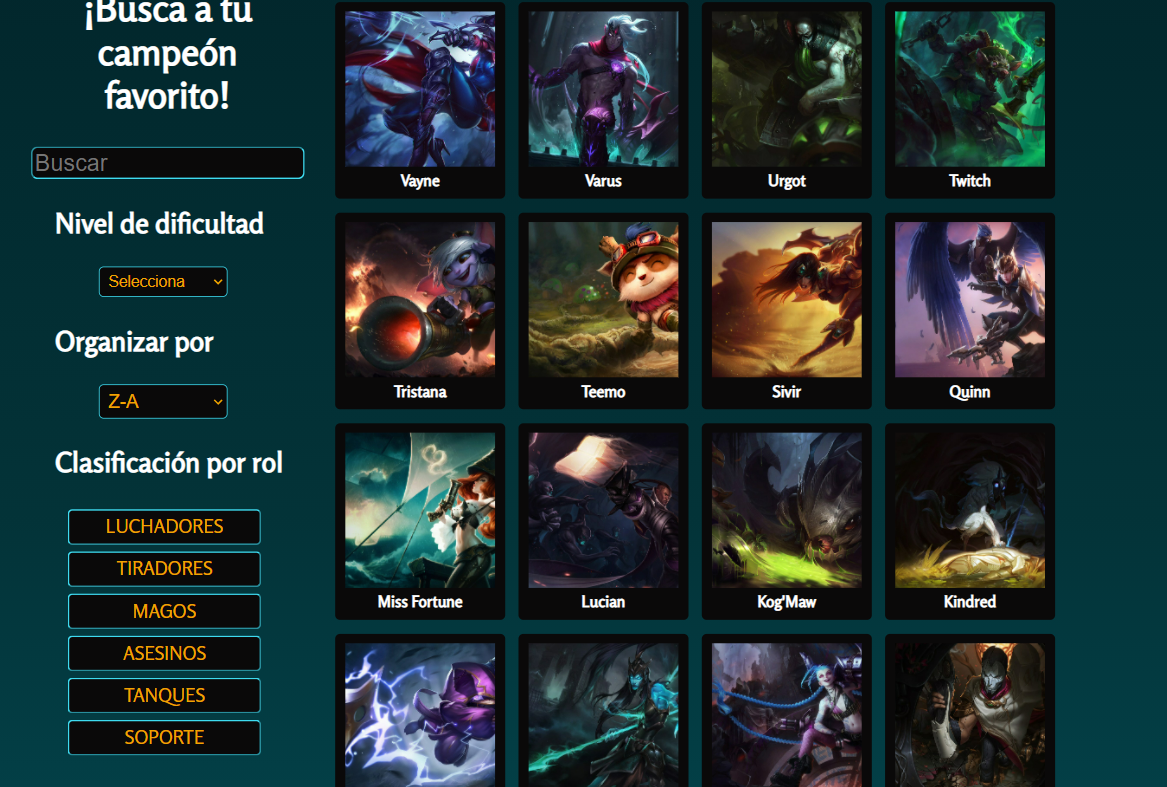 ¡Busca a tu
campeón
favorito!
Buscar
Nivel de dificultad
Selecciona
Organizar por
Z-A
Clasificación por rol
LUCHADORES
TIRADORES
MAGOS
ASESINOS
TANQUES
SOPORTE
Vayne
Varus
Urgot
Twitch
Tristana
Teemo
Sivir
Quinn
Miss Fortune
Lucian
Kog'Maw
Kindred